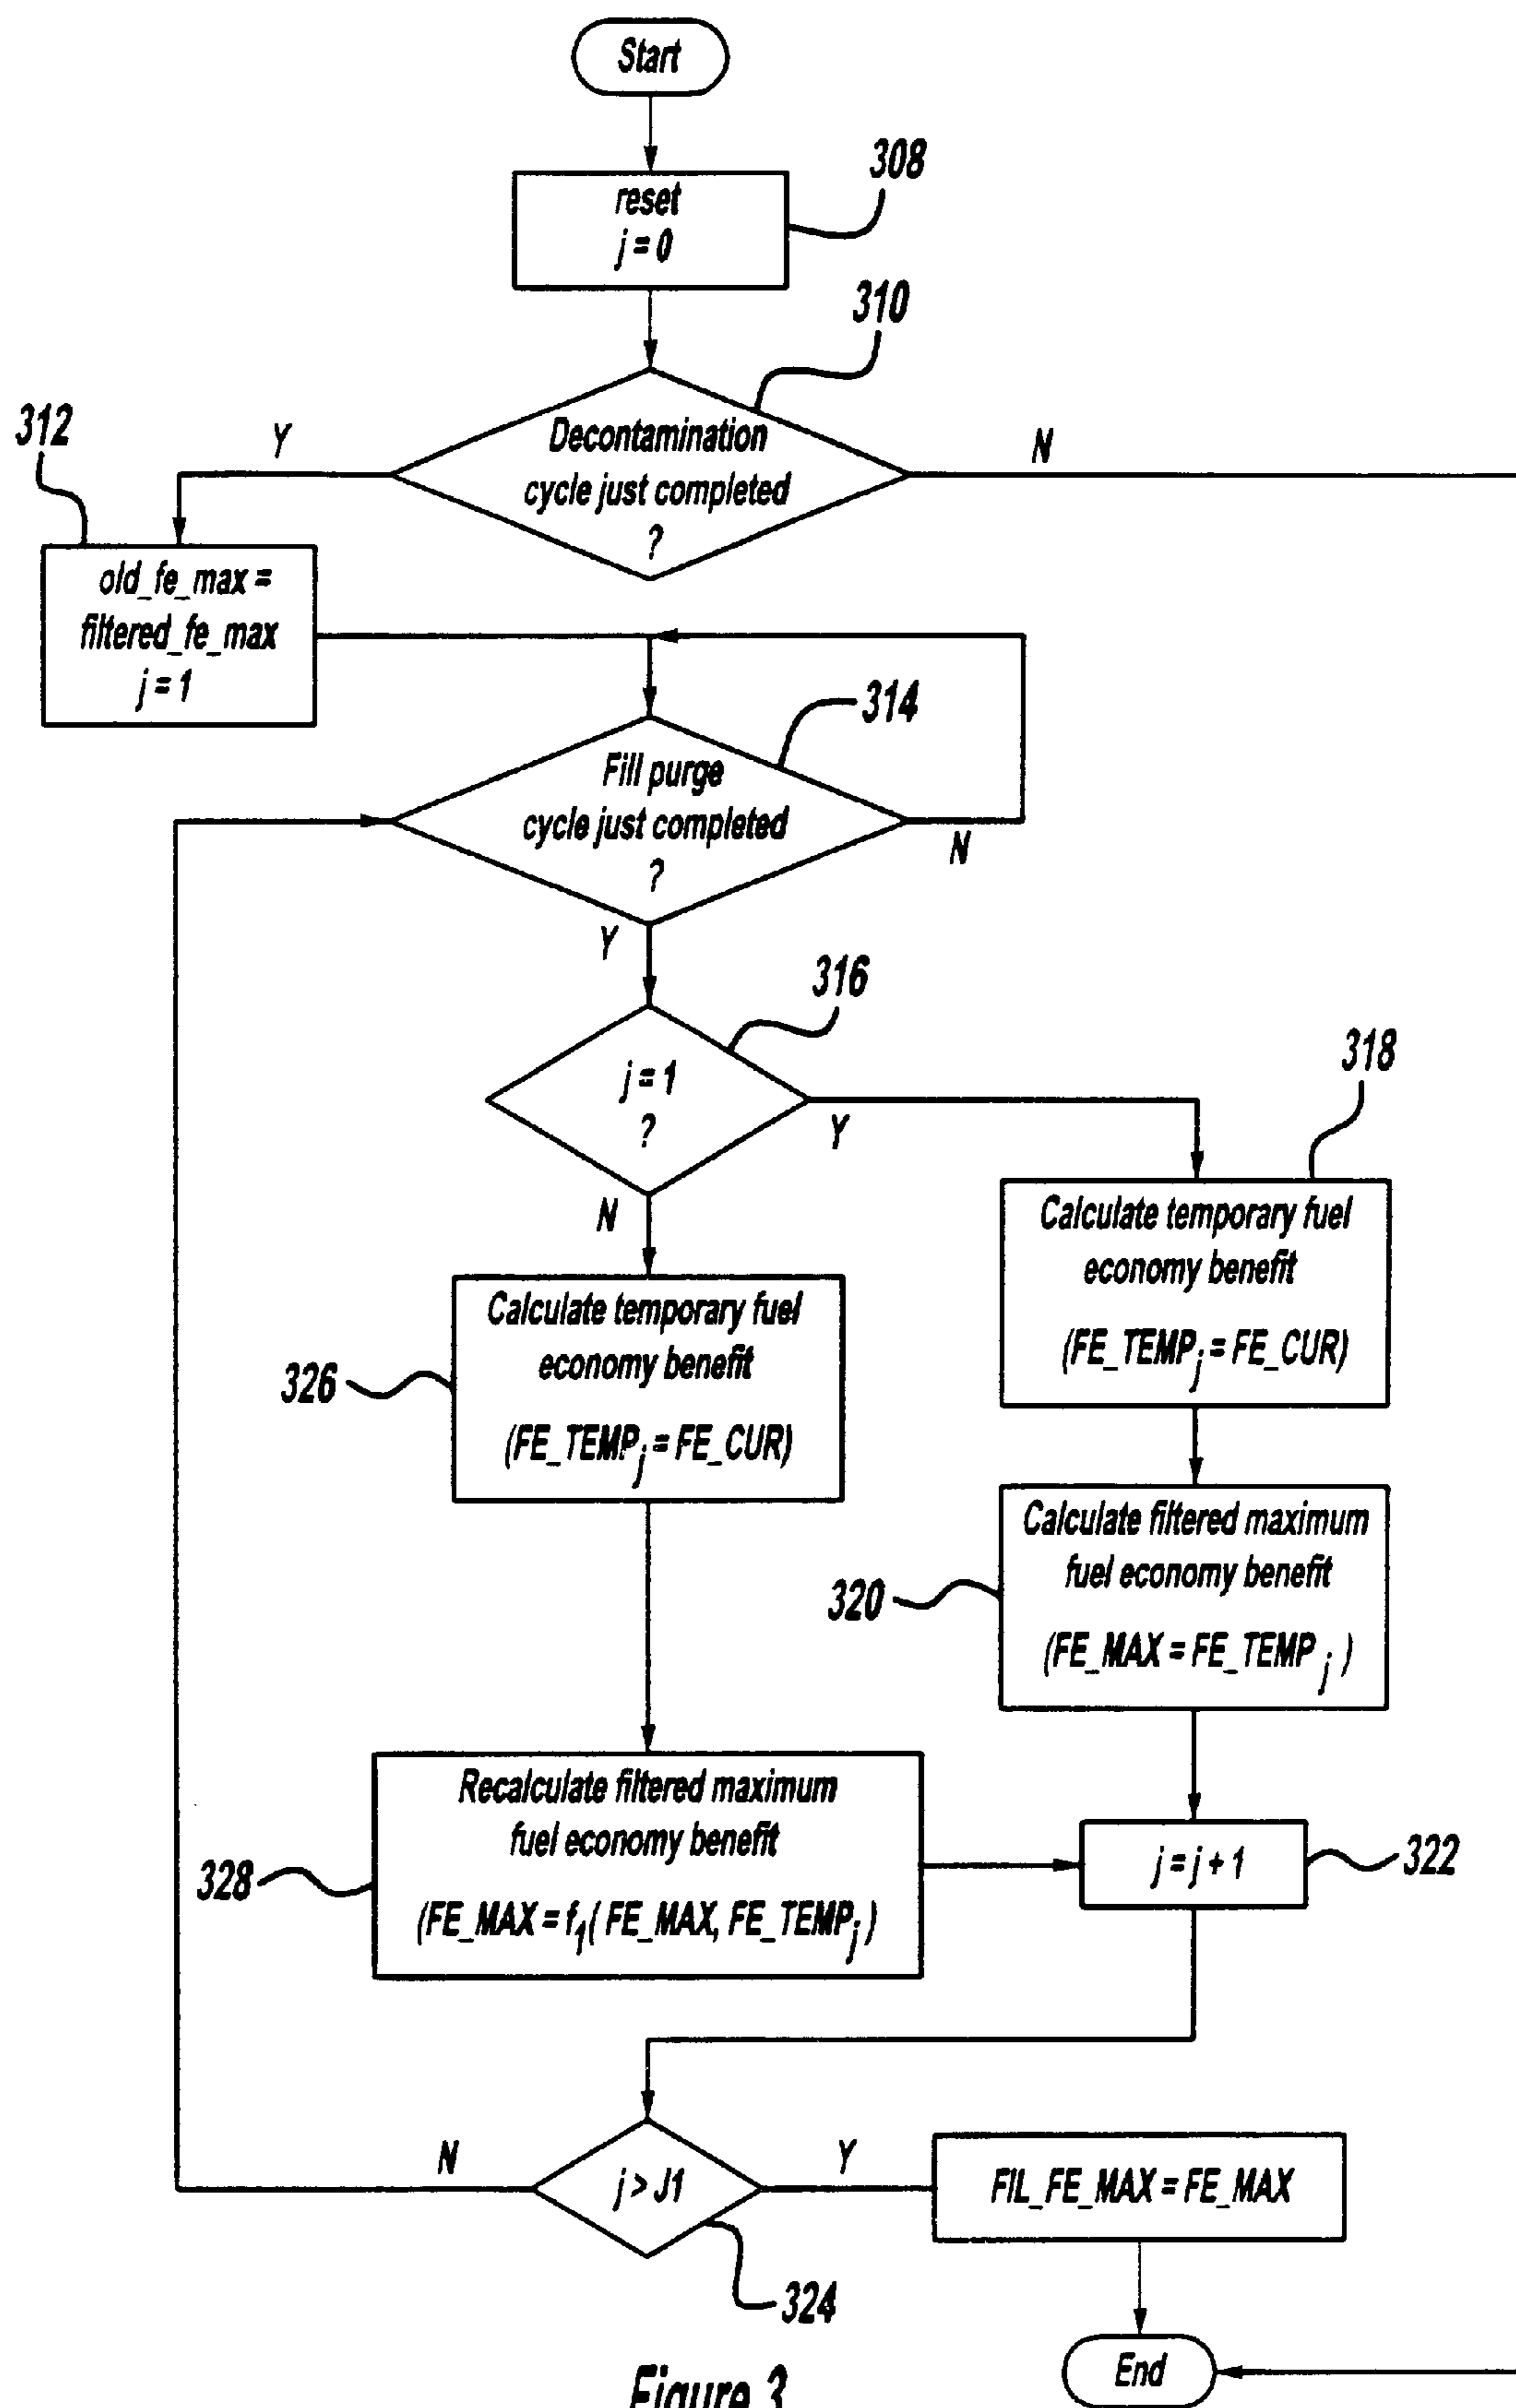 Start
308
reset
j = 0
310
312
Y
Decontamination
cycle just completed
?
N
old_fe_max =
filtered_fe_max
j = 1
314
Fill purge
cycle just completed
?
N
Y
316
j = 1
?
Y
N
318
Calculate temporary fuel
economy benefit
(FE_TEMPj = FE_CUR)
326
Calculate temporary fuel
economy benefit
(FE_TEMPj = FE_CUR)
320
Calculate filtered maximum
fuel economy benefit
(FE_MAX = FE_TEMP j )
328
Recalculate filtered maximum
fuel economy benefit
(FE_MAX = f1( FE_MAX, FE_TEMPj )
j = j + 1
322
N
j > J1
Y
FIL_FE_MAX = FE_MAX
324
End
Figure 3